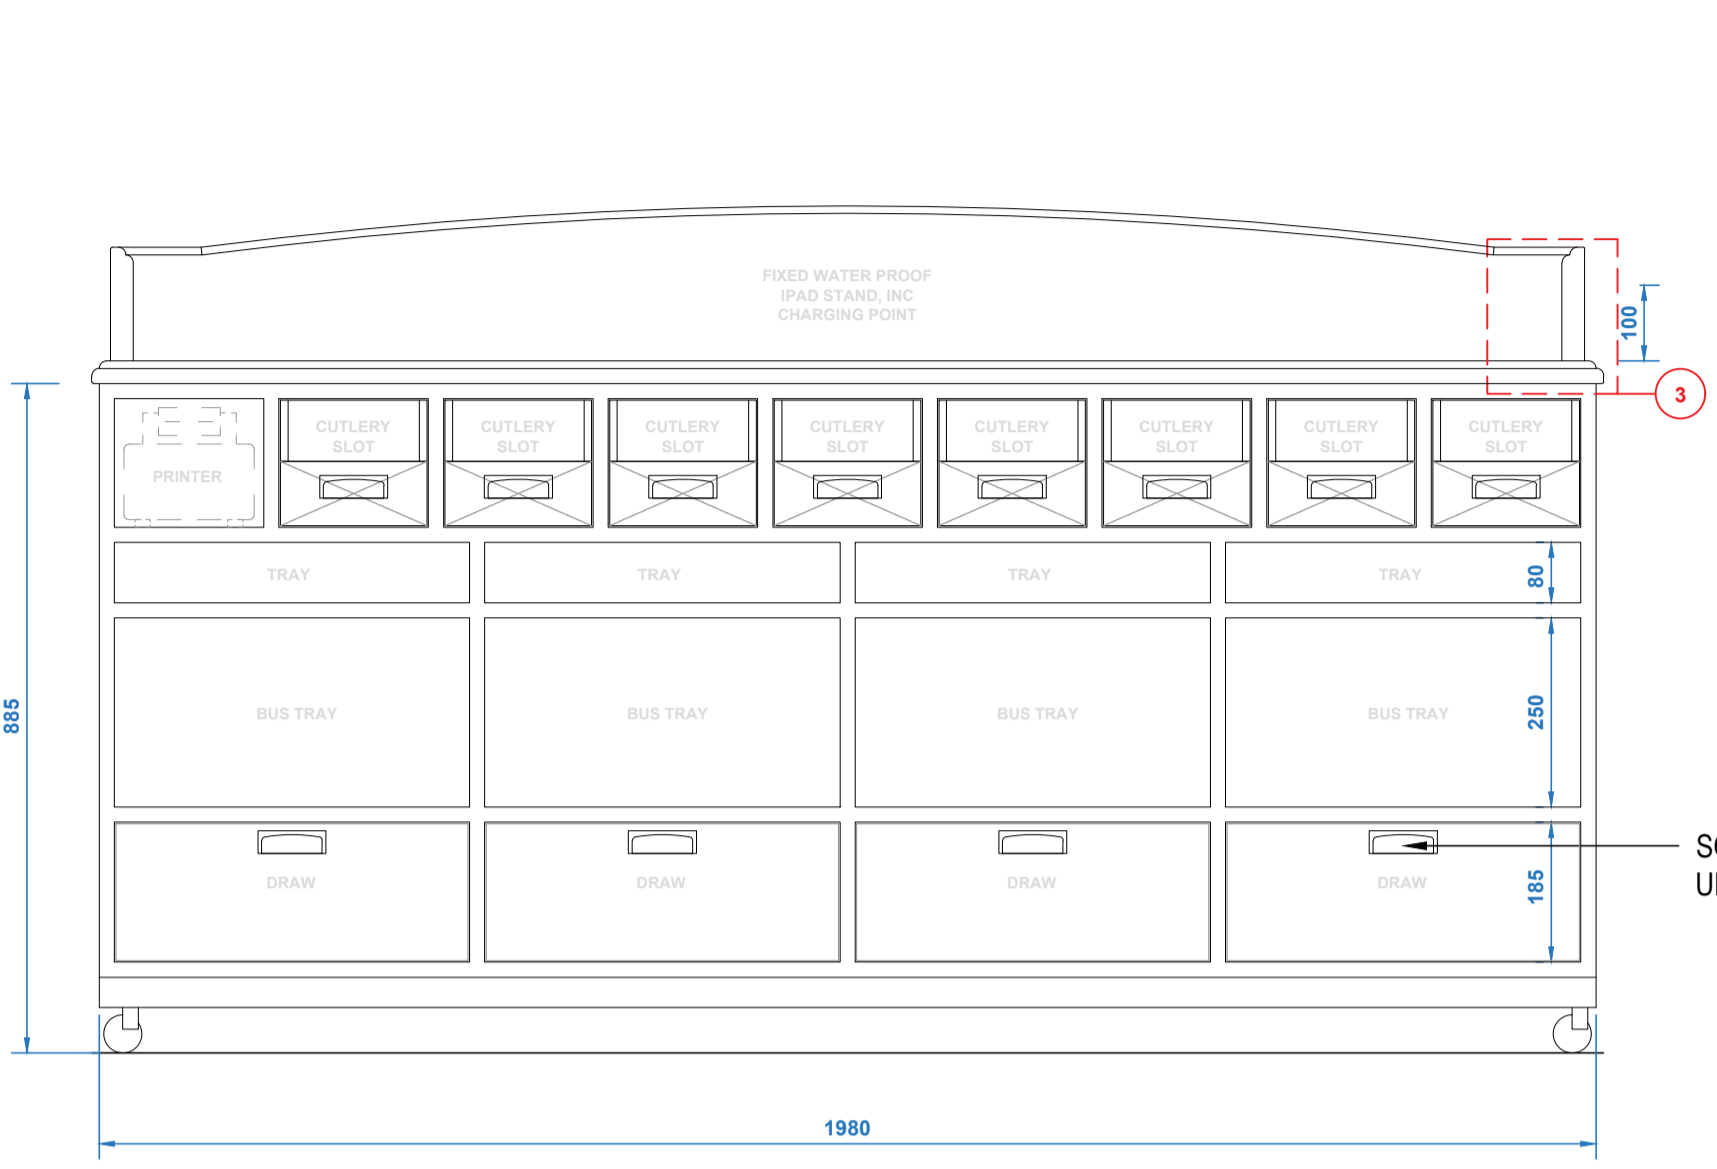 FIXED WATER PROOF
IPAD STAND, INC
CHARGING POINT
100
3
PRINTER
CUTLERY
SLOT
CUTLERY
SLOT
CUTLERY
SLOT
CUTLERY
SLOT
CUTLERY
SLOT
CUTLERY
SLOT
CUTLERY
SLOT
CUTLERY
SLOT
TRAY
TRAY
TRAY
TRAY
80
885
BUS TRAY
BUS TRAY
BUS TRAY
BUS TRAY
250
DRAW
DRAW
DRAW
DRAW
185
1980